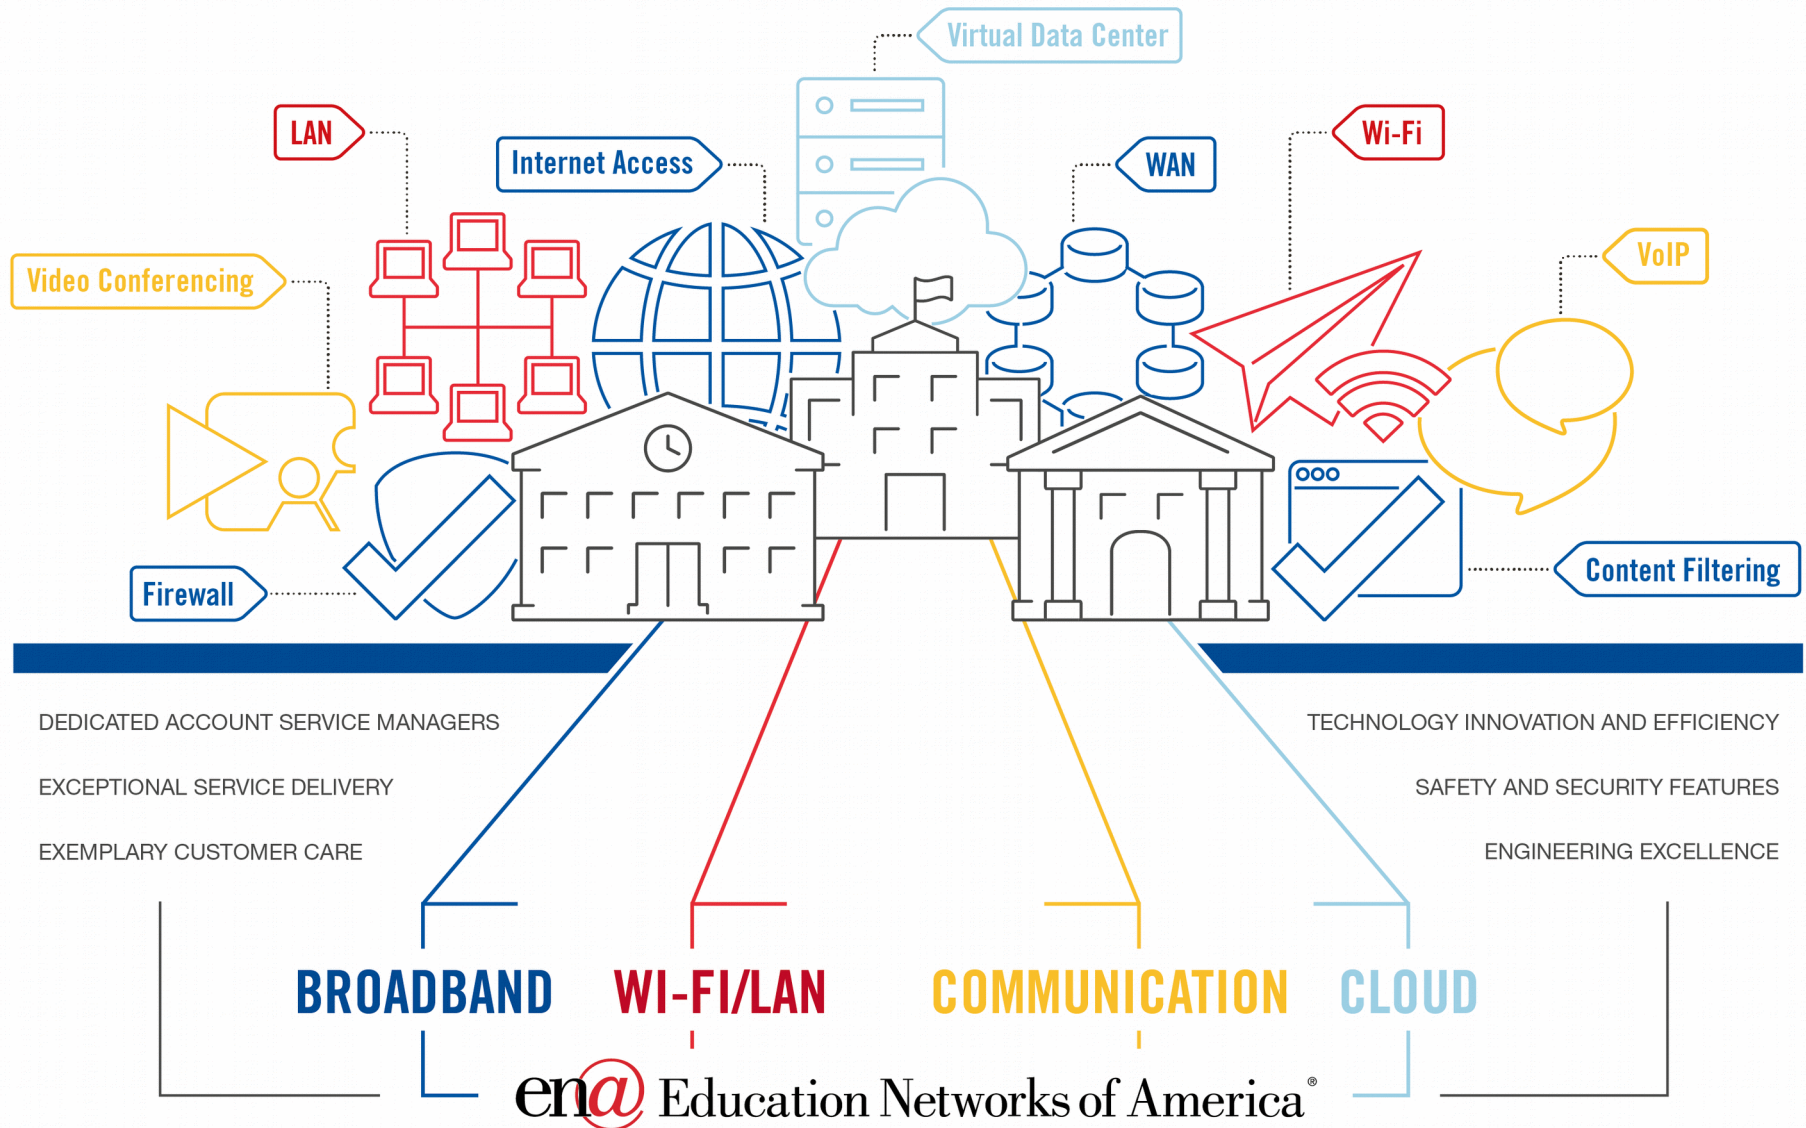 Virtual Data Center
LAN
Wi-Fi
Internet Access
WAN
VoIP
Video Conferencing
Firewall
Content Filtering
DEDICATED ACCOUNT SERVICE MANAGERS
EXCEPTIONAL SERVICE DELIVERY
EXEMPLARY CUSTOMER CARE
TECHNOLOGY INNOVATION AND EFFICIENCY
SAFETY AND SECURITY FEATURES
ENGINEERING EXCELLENCE
BROADBAND
WI-FI/LAN
COMMUNICATION
CLOUD
en@ Education Networks of America®